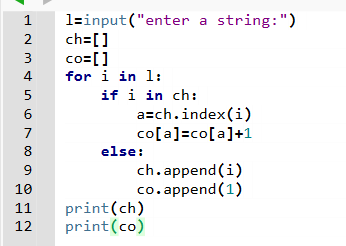 1 l=input("enter a string:")
2 ch=[]
3 co=[]
4 for i in l:
5     if i in ch:
6         a=ch.index(i)
7         co[a]=co[a]+1
8     else:
9         ch.append(i)
10         co.append(1)
11 print(ch)
12 print(co)